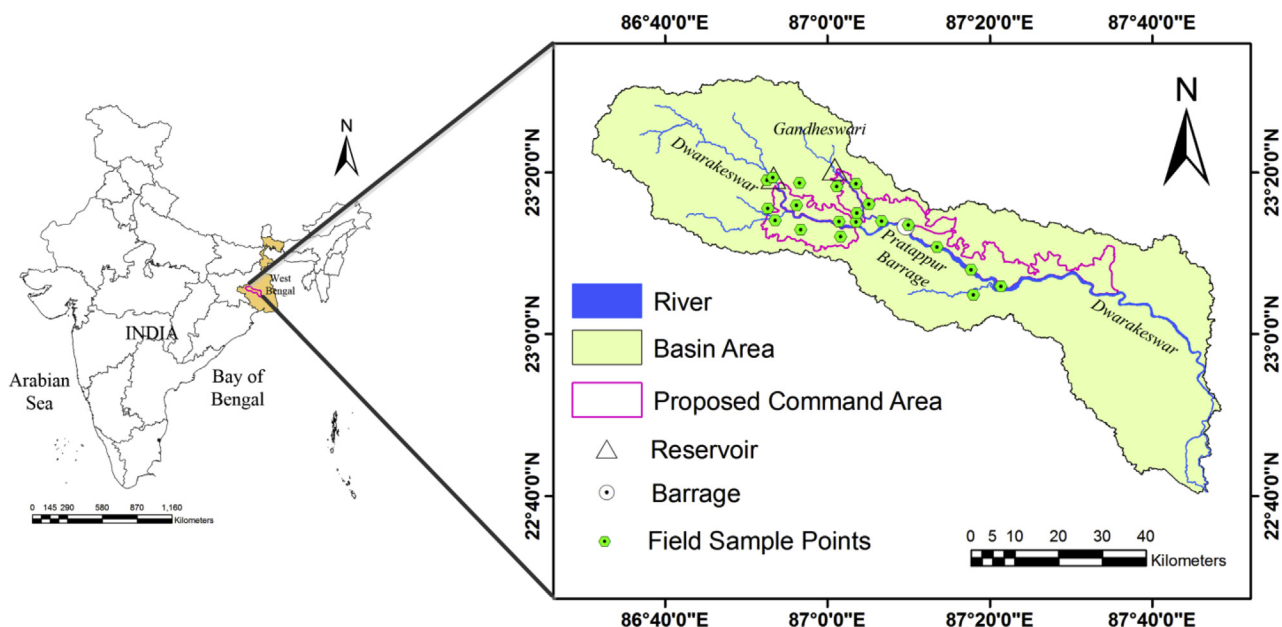 N
West
Bengal
INDIA
Arabian
Sea
Bay of
Bengal
0 145 290 580 870 1,160
Kilometers
86°40'0"E 87°0'0"E 87°20'0"E 87°40'0"E
23°20'0"N
23°0'0"N
22°40'0"N
N
Gandheswari
Dwarakeswar
Pratappur
Barrage
Dwarakeswar
River
Basin Area
Proposed Command Area
Reservoir
Barrage
Field Sample Points
0 5 10 20 30 40
Kilometers
23°20'0"N
23°0'0"N
22°40'0"N
86°40'0"E 87°0'0"E 87°20'0"E 87°40'0"E